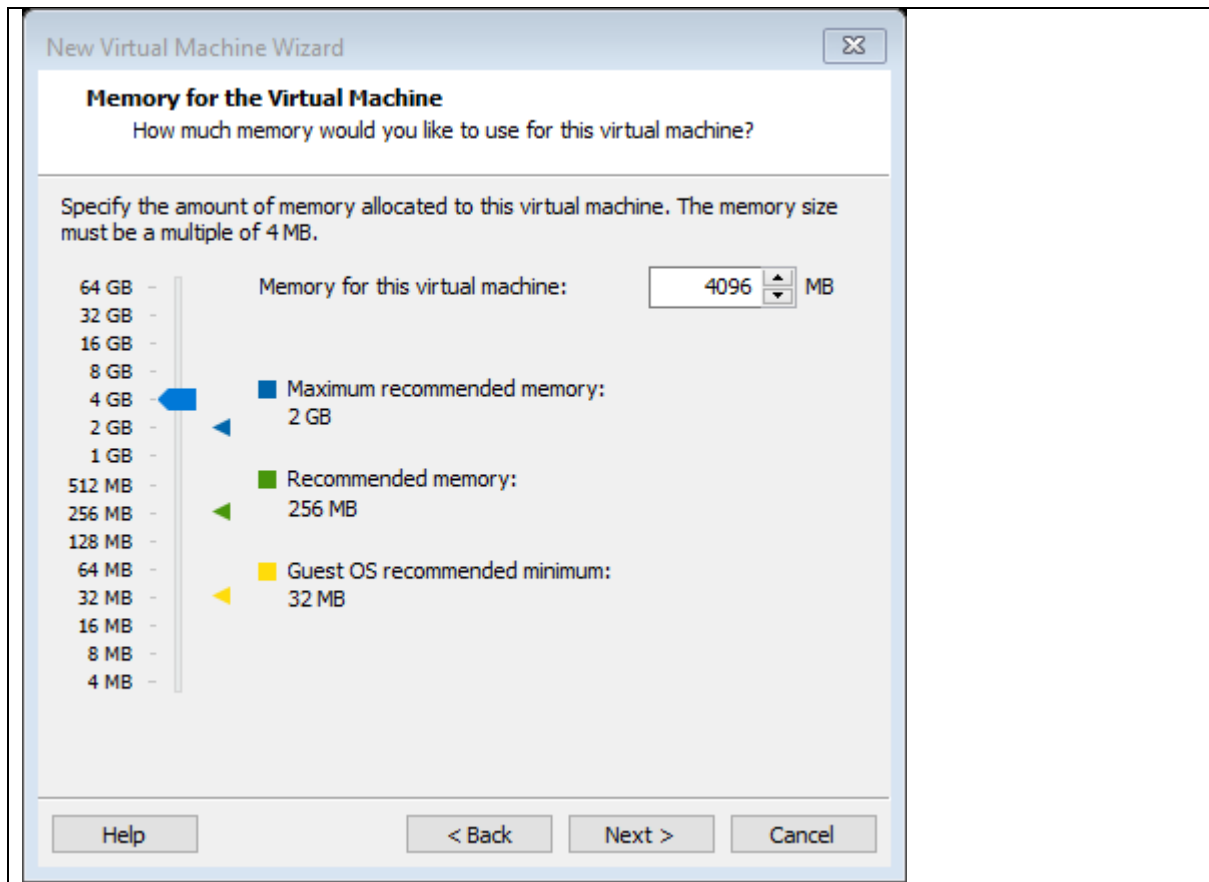 New Virtual Machine Wizard
Memory for the Virtual Machine
How much memory would you like to use for this virtual machine?
Specify the amount of memory allocated to this virtual machine. The memory size
must be a multiple of 4 MB.
64 GB
32 GB
16 GB
8 GB
4 GB
2 GB
1 GB
512 MB
256 MB
128 MB
64 MB
32 MB
16 MB
8 MB
4 MB
Memory for this virtual machine: 4096 MB
Maximum recommended memory:
2 GB
Recommended memory:
256 MB
Guest OS recommended minimum:
32 MB
Help < Back Next > Cancel